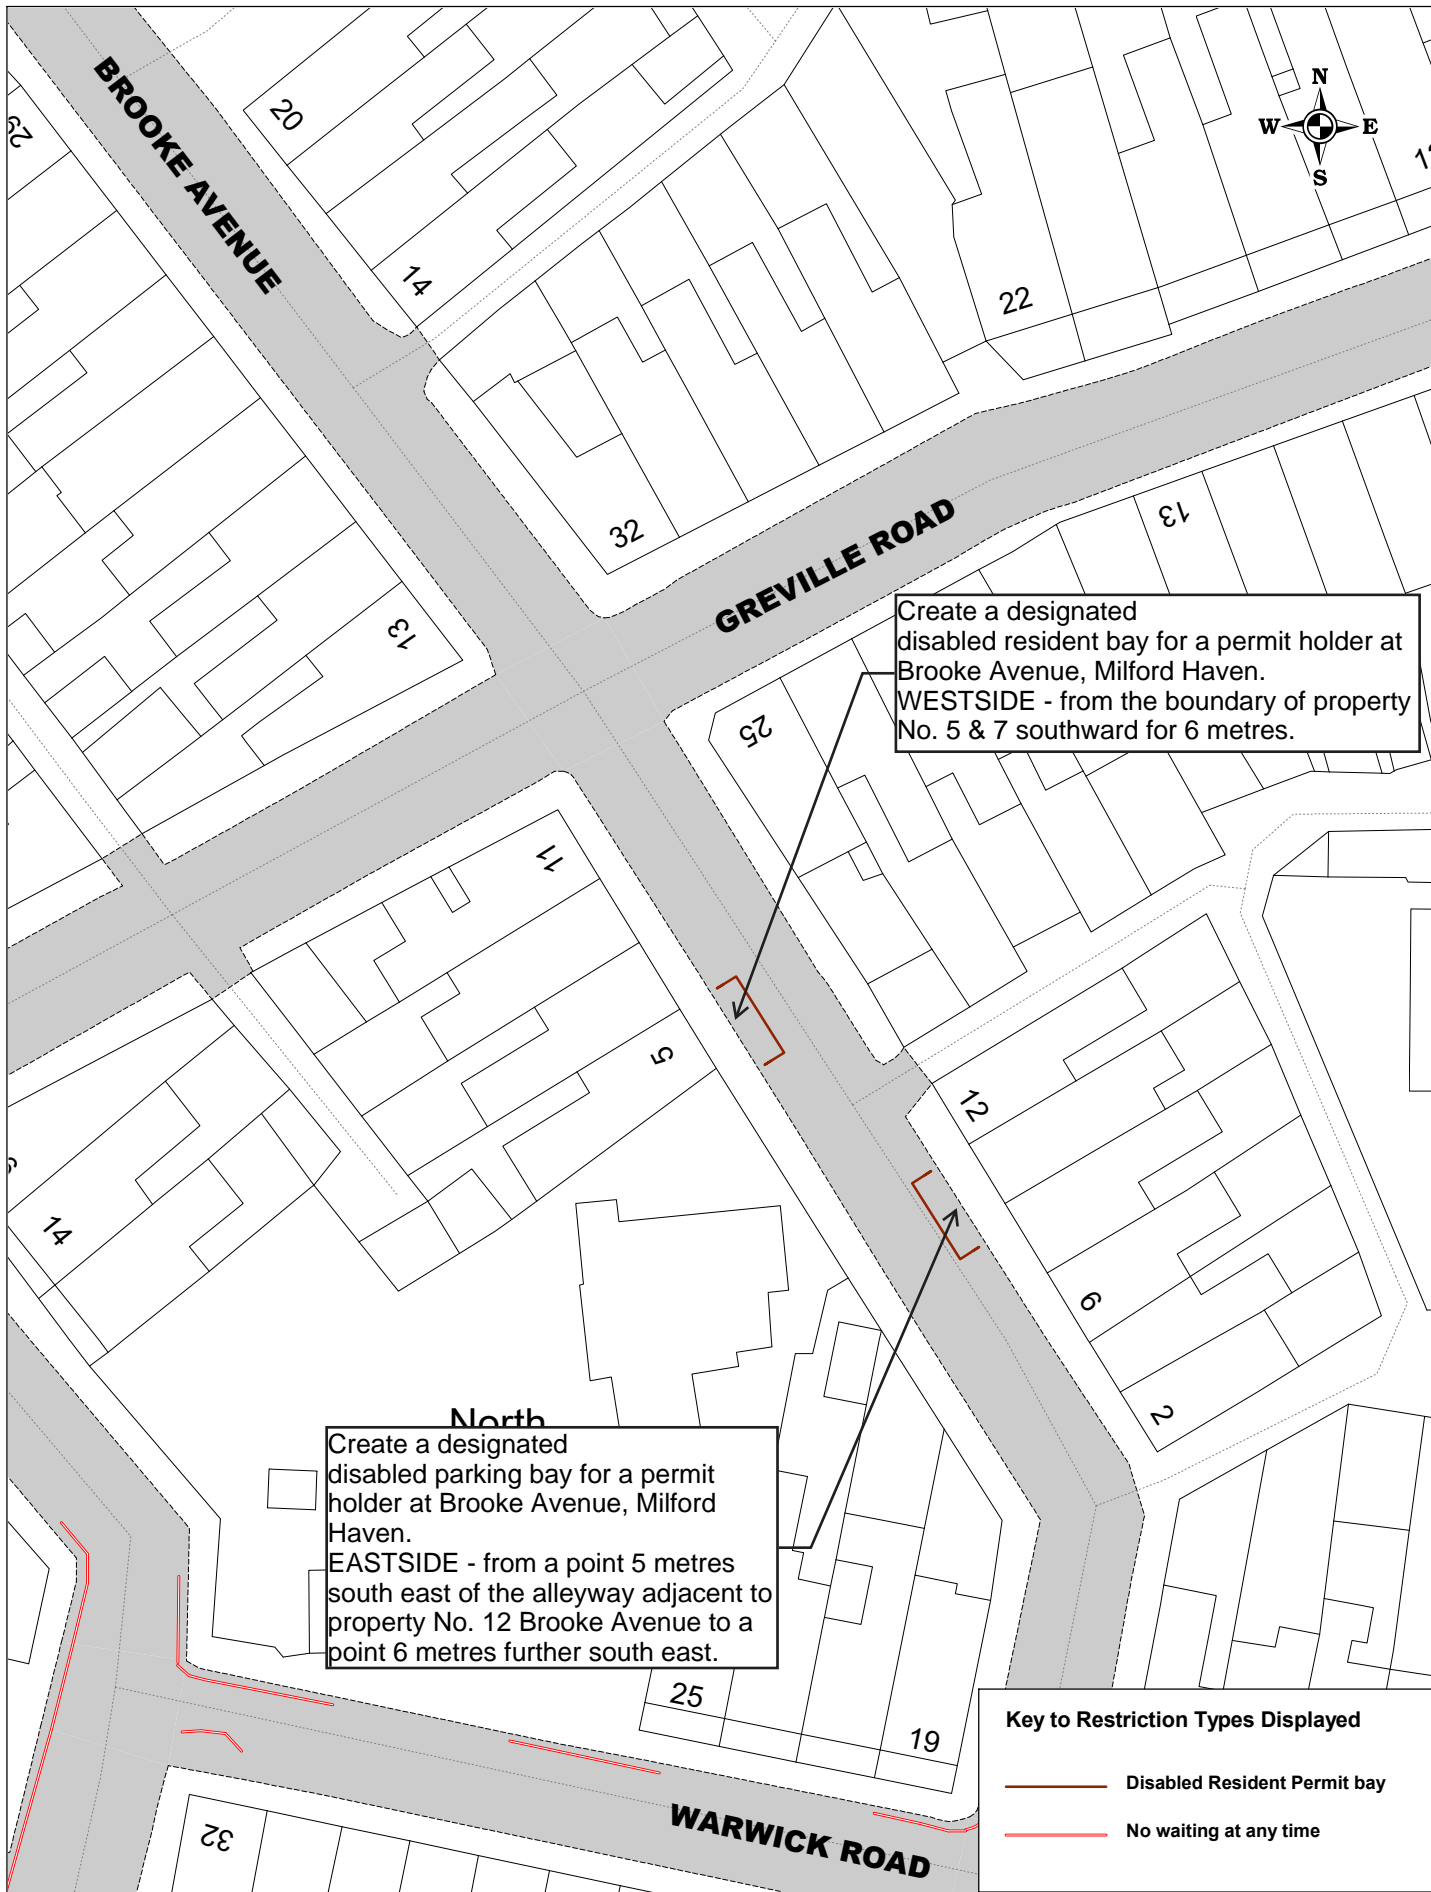 BROOKE AVENUE
29
20
14
N
W E
S
22
32
13
GREVILLE ROAD
13
Create a designated
disabled resident bay for a permit holder at
Brooke Avenue, Milford Haven.
WESTSIDE - from the boundary of property
No. 5 & 7 southward for 6 metres.
25
11
5
12
14
6
2
North
Create a designated
disabled parking bay for a permit
holder at Brooke Avenue, Milford
Haven.
EASTSIDE - from a point 5 metres
south east of the alleyway adjacent to
property No. 12 Brooke Avenue to a
point 6 metres further south east.
25
19
32
WARWICK ROAD
Key to Restriction Types Displayed
Disabled Resident Permit bay
No waiting at any time